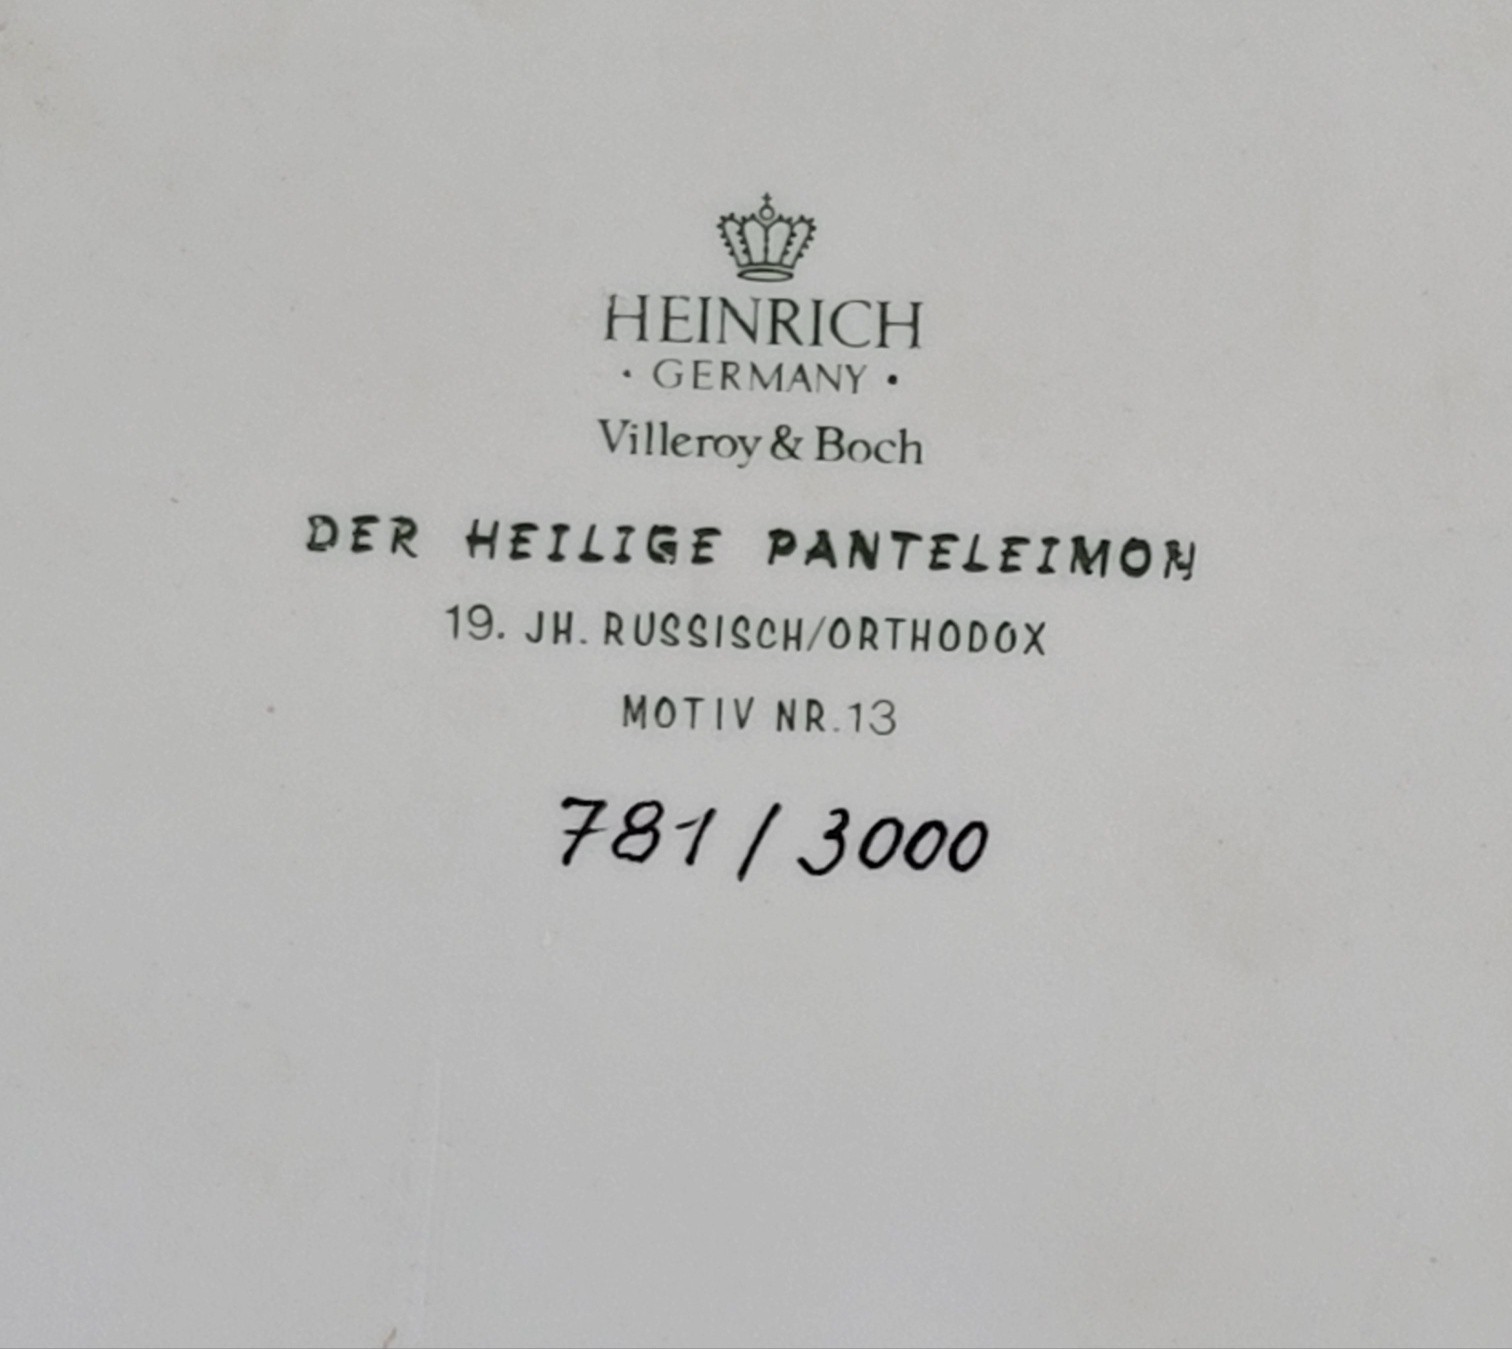 HEINRICH
· GERMANY ·
Villeroy & Boch
DER HEILIGE PANTELEIMON
19. JH. RUSSISCH/ORTHODOX
MOTIV NR. 13
781/3000